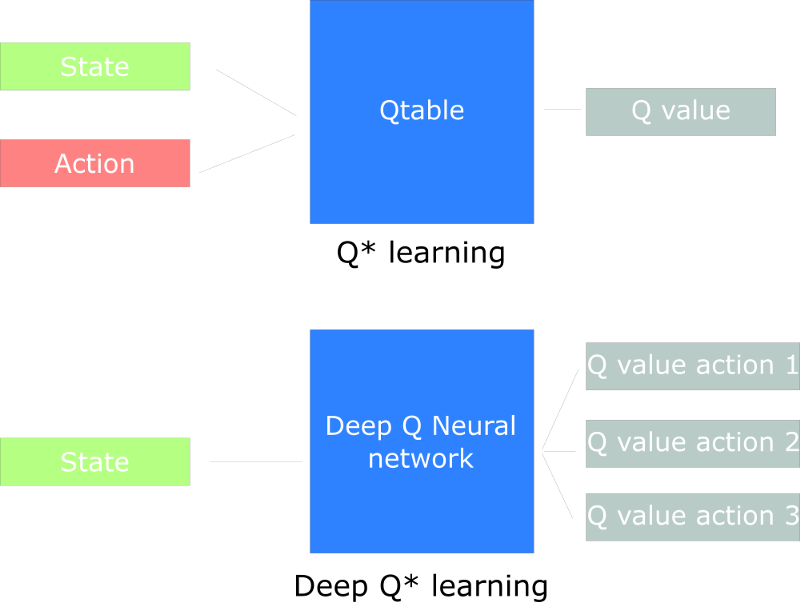 State
Action
Qtable
Q value
Q* learning
State
Deep Q Neural
network
Q value action 1
Q value action 2
Q value action 3
Deep Q* learning